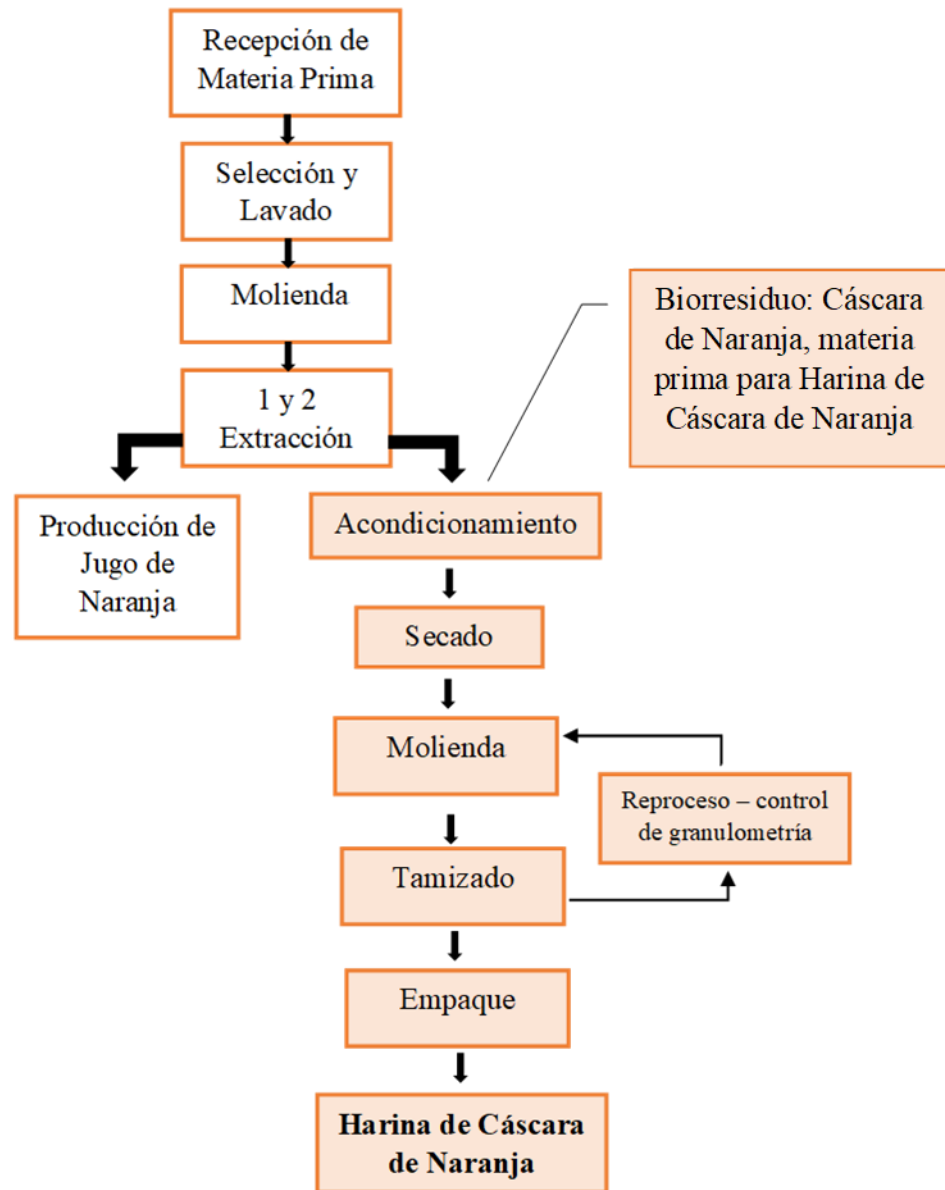 Recepción de
Materia Prima
Selección y
Lavado
Molienda
Biorresiduo: Cáscara
de Naranja, materia
prima para Harina de
Cáscara de Naranja
1 y 2
Extracción
Producción de
Jugo de
Naranja
Acondicionamiento
Secado
Molienda
Reproceso – control
de granulometría
Tamizado
Empaque
Harina de Cáscara
de Naranja